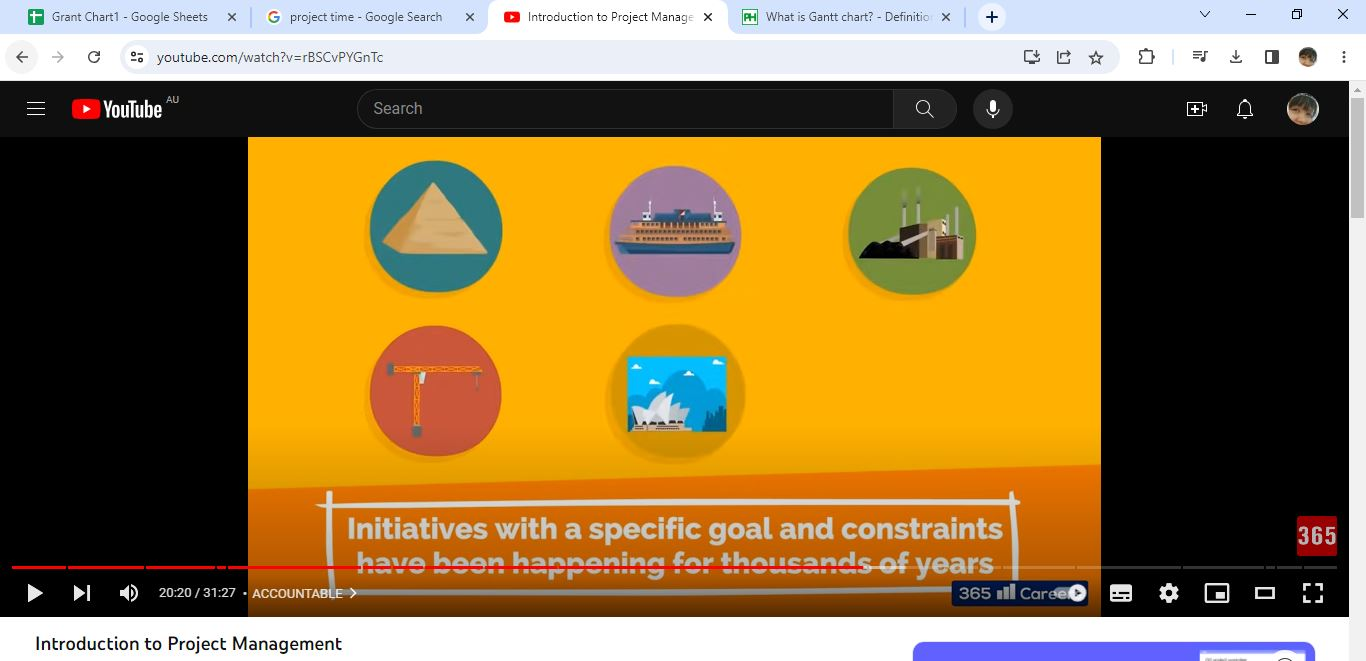 Grant Chart1 - Google Sheets
project time - Google Search
Introduction to Project Manage
What is Gantt chart? - Definitio
youtube.com/watch?v=rBSCvPYGnTc
YouTube AU
Search
Initiatives with a specific goal and constraints
have been happening for thousands of years
365
20:20 / 31:27 • ACCOUNTABLE
365 Career
Introduction to Project Management